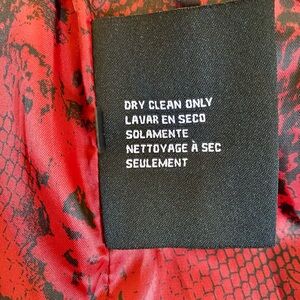 DRY CLEAN ONLY
LAVAR EN SECO
SOLAMENTE
NETTOYAGE À SEC
SEULEMENT